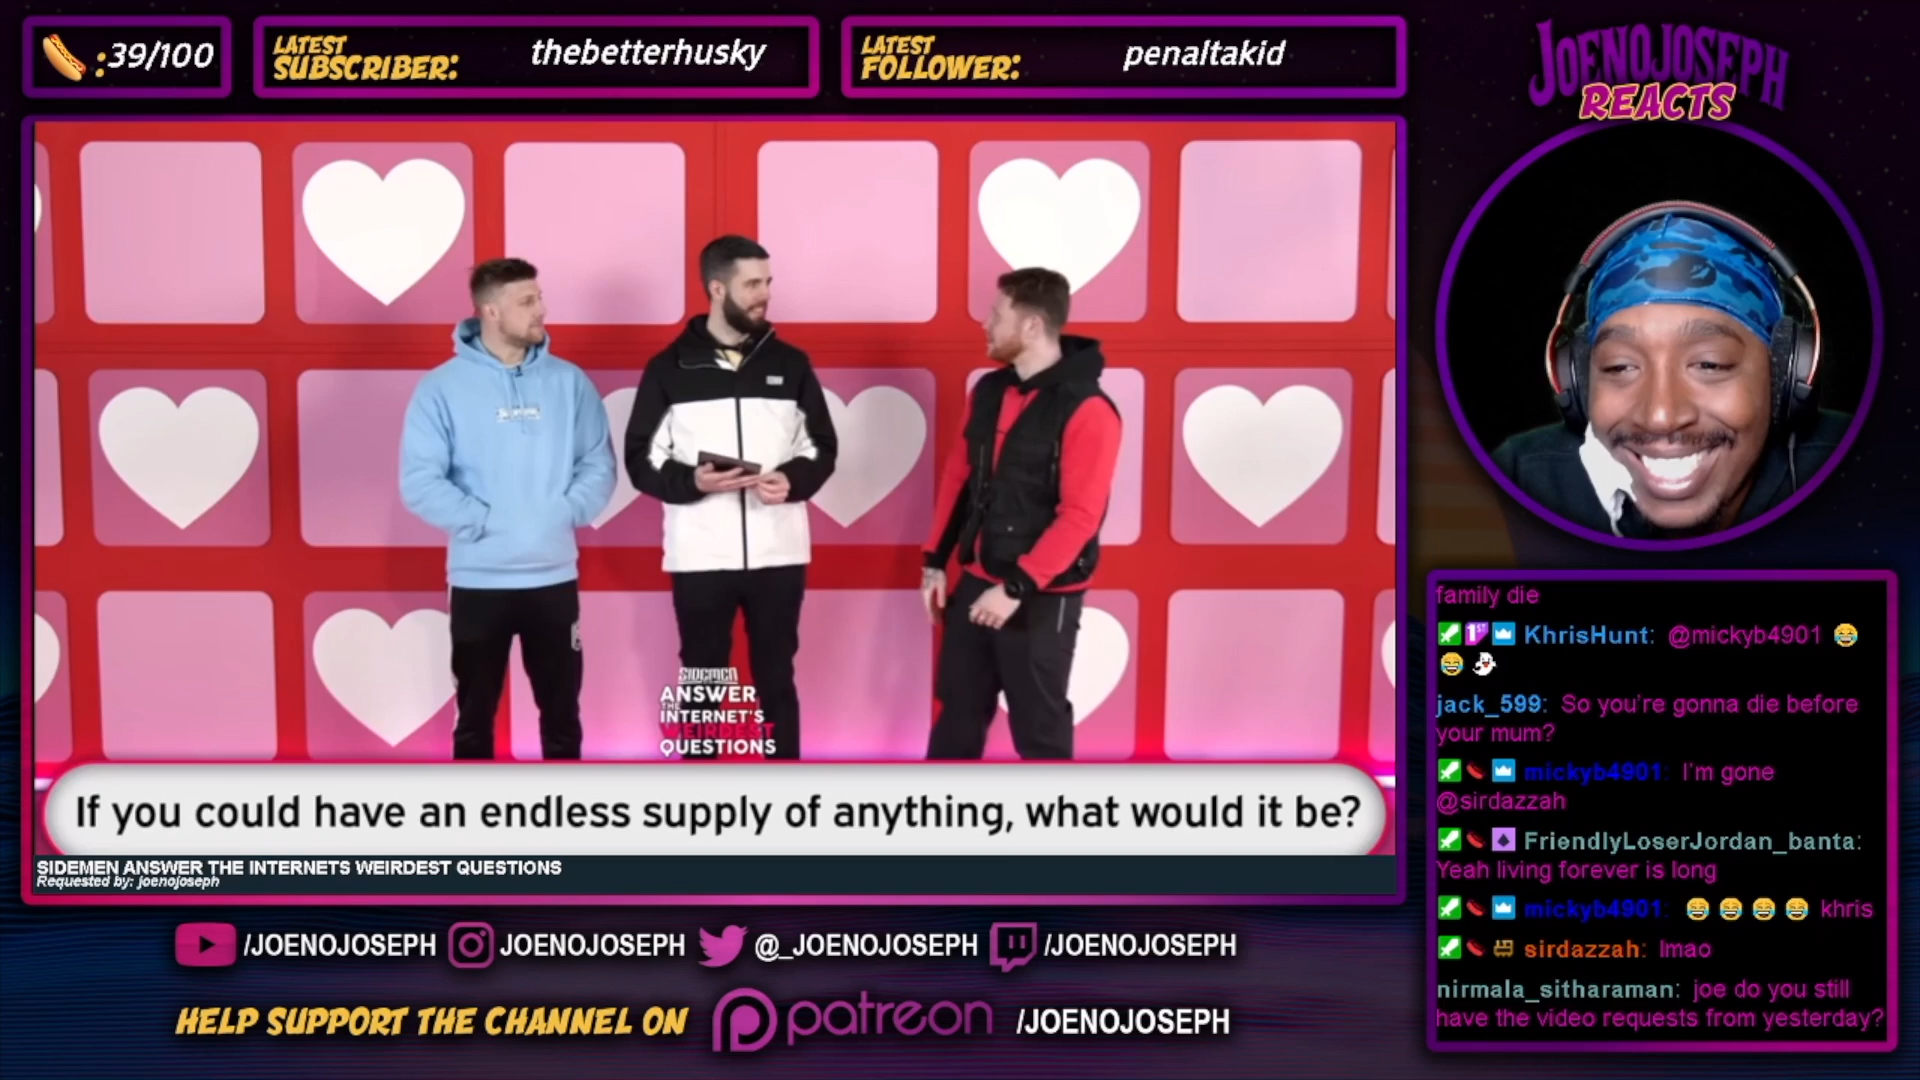 :39/100
LATEST
SUBSCRIBER:
thebetterhusky
LATEST
FOLLOWER:
penaltakid
JOENOJOSEPH
REACTS
SIDEMEN
ANSWER
THE
INTERNET'S
WEIRDEST
QUESTIONS
If you could have an endless supply of anything, what would it be?
SIDEMEN ANSWER THE INTERNETS WEIRDEST QUESTIONS
Requested by: joenojoseph
family die
KhrisHunt: @mickyb4901 😂
😂 👻
jack_599: So you're gonna die before
your mum?
mickyb4901: I'm gone
@sirdazzah
FriendlyLoserJordan_banta:
Yeah living forever is long
mickyb4901: 😂 😂 😂 😂 khris
sirdazzah: lmao
nirmala_sitharaman: joe do you still
have the video requests from yesterday?
/JOENOJOSEPH JOENOJOSEPH @_JOENOJOSEPH /JOENOJOSEPH
HELP SUPPORT THE CHANNEL ON patreon /JOENOJOSEPH